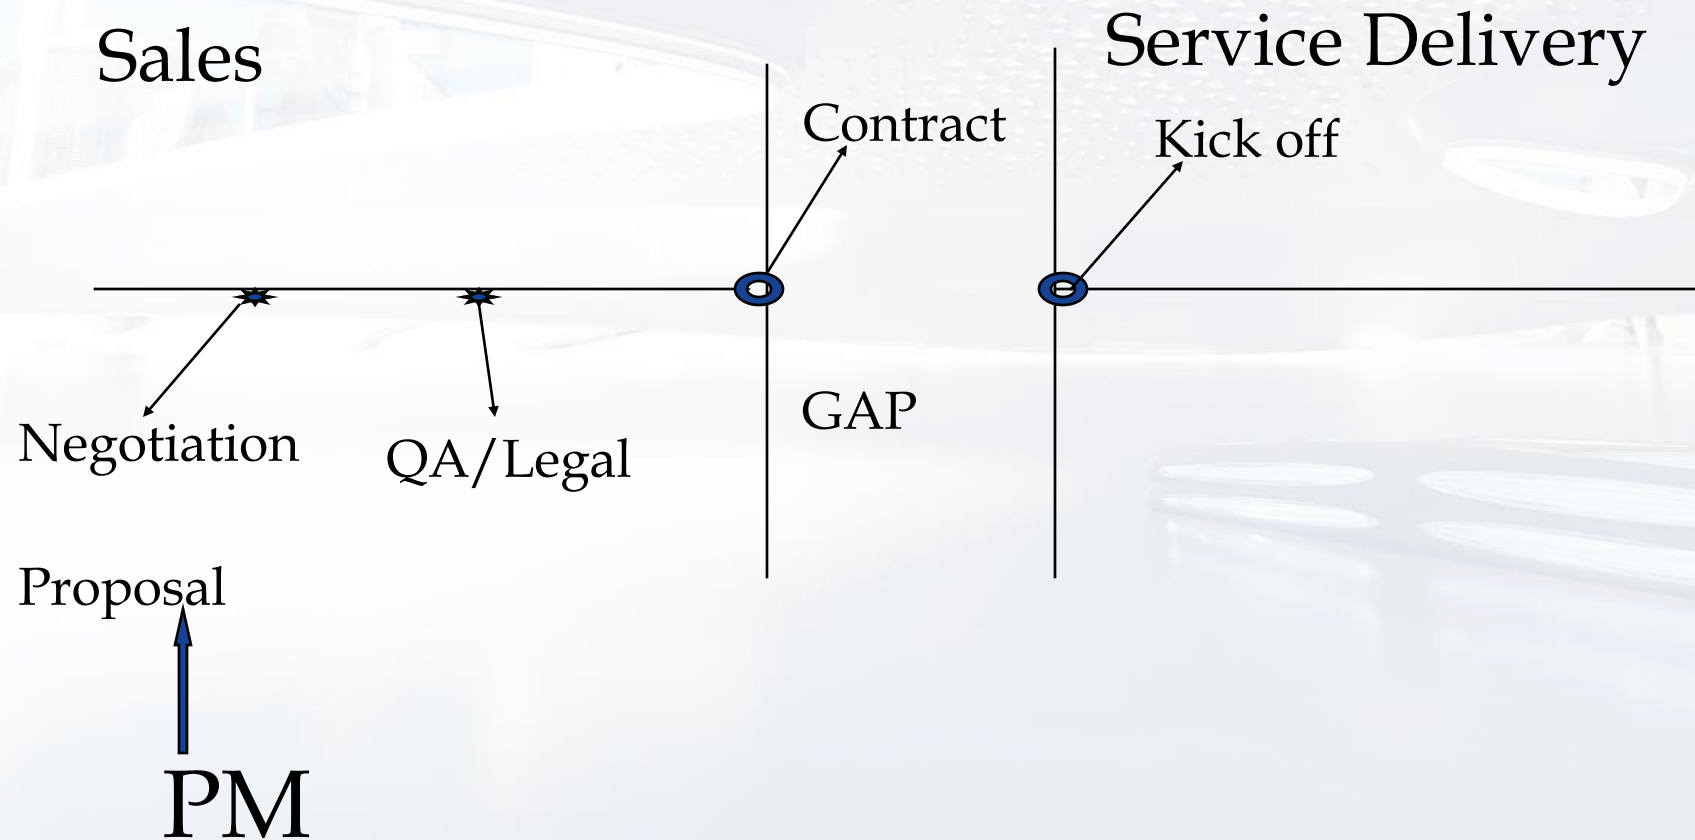 Sales
Service Delivery
Contract
Kick off
GAP
Negotiation
QA/Legal
Proposal
PM